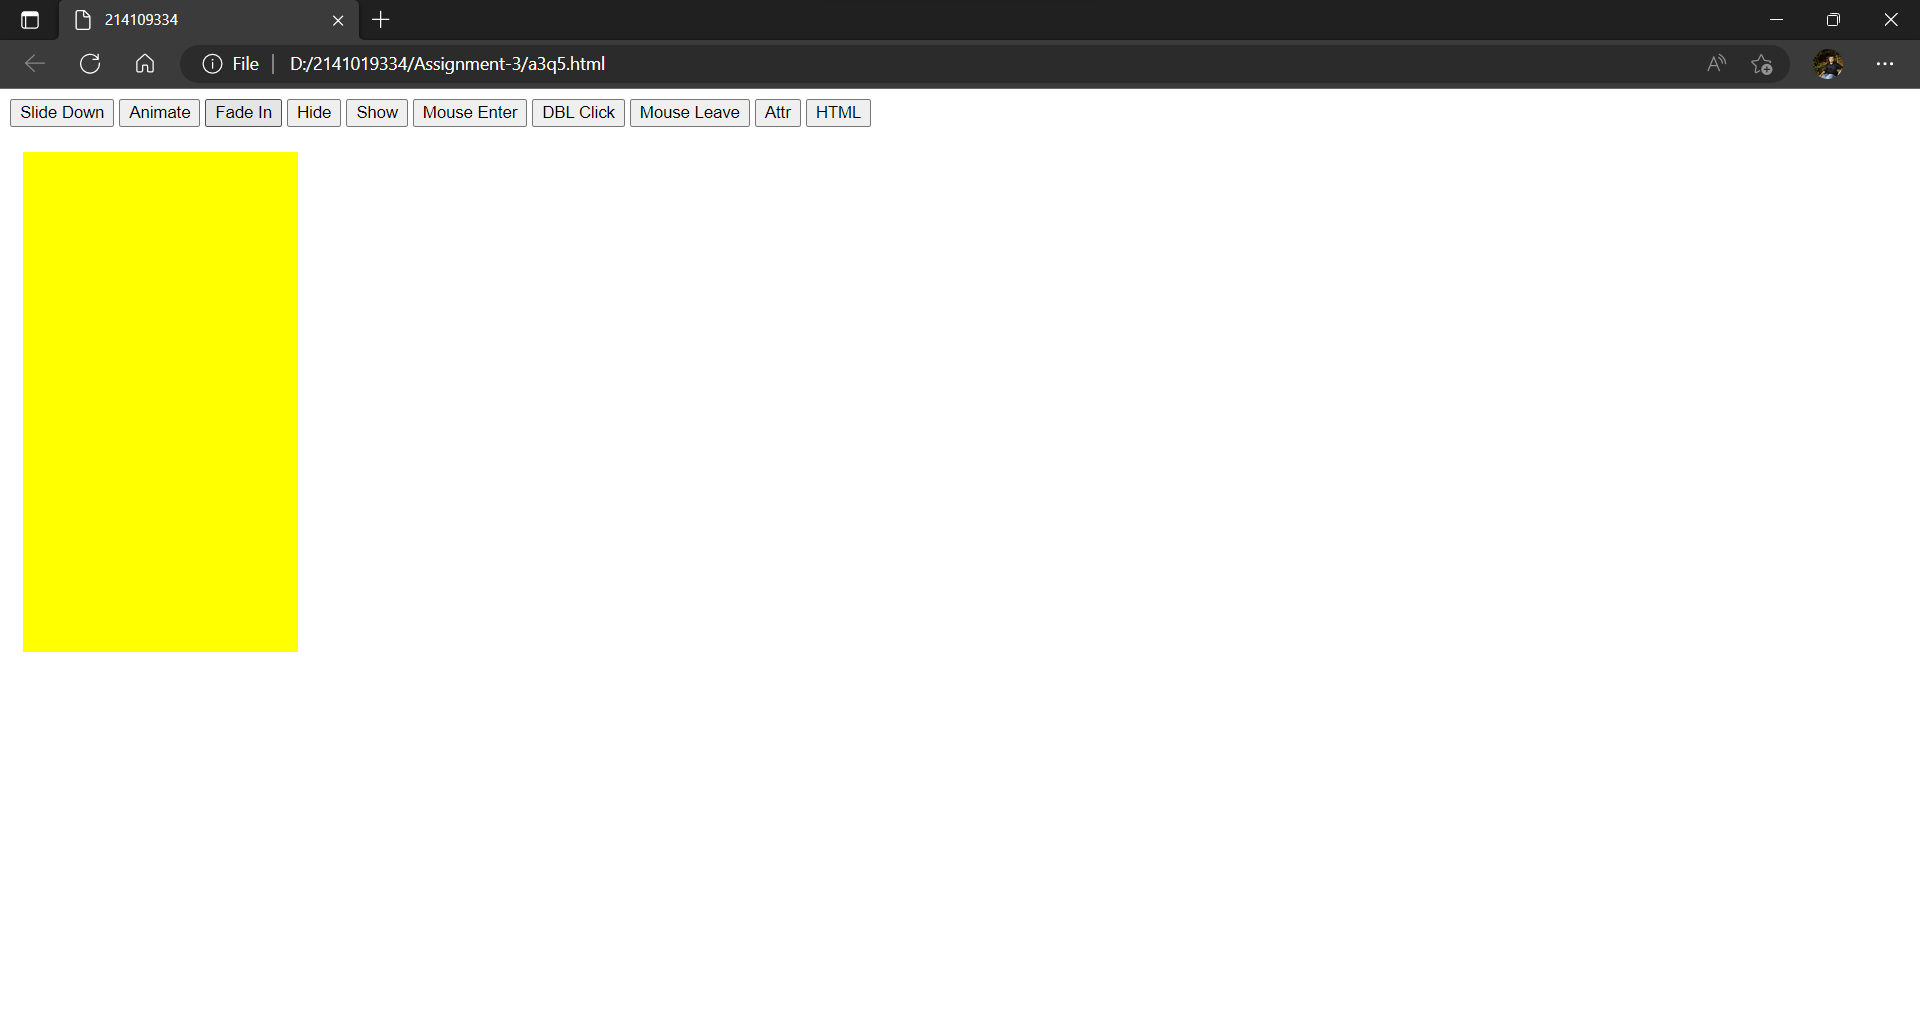 214109334
File D:/2141019334/Assignment-3/a3q5.html
Slide Down Animate Fade In Hide Show Mouse Enter DBL Click Mouse Leave Attr HTML